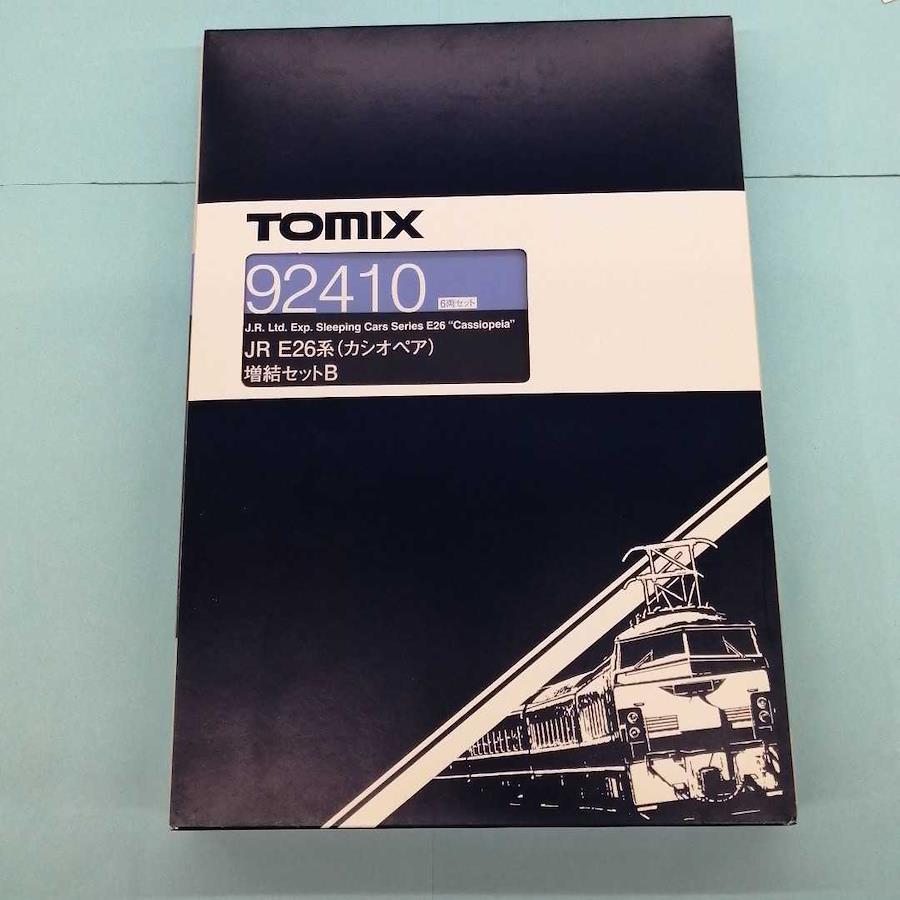 TOMIX
92410 6両セット
J.R. Ltd. Exp. Sleeping Cars Series E26 "Cassiopeia"
JR E26系(カシオペア)
増結セットB